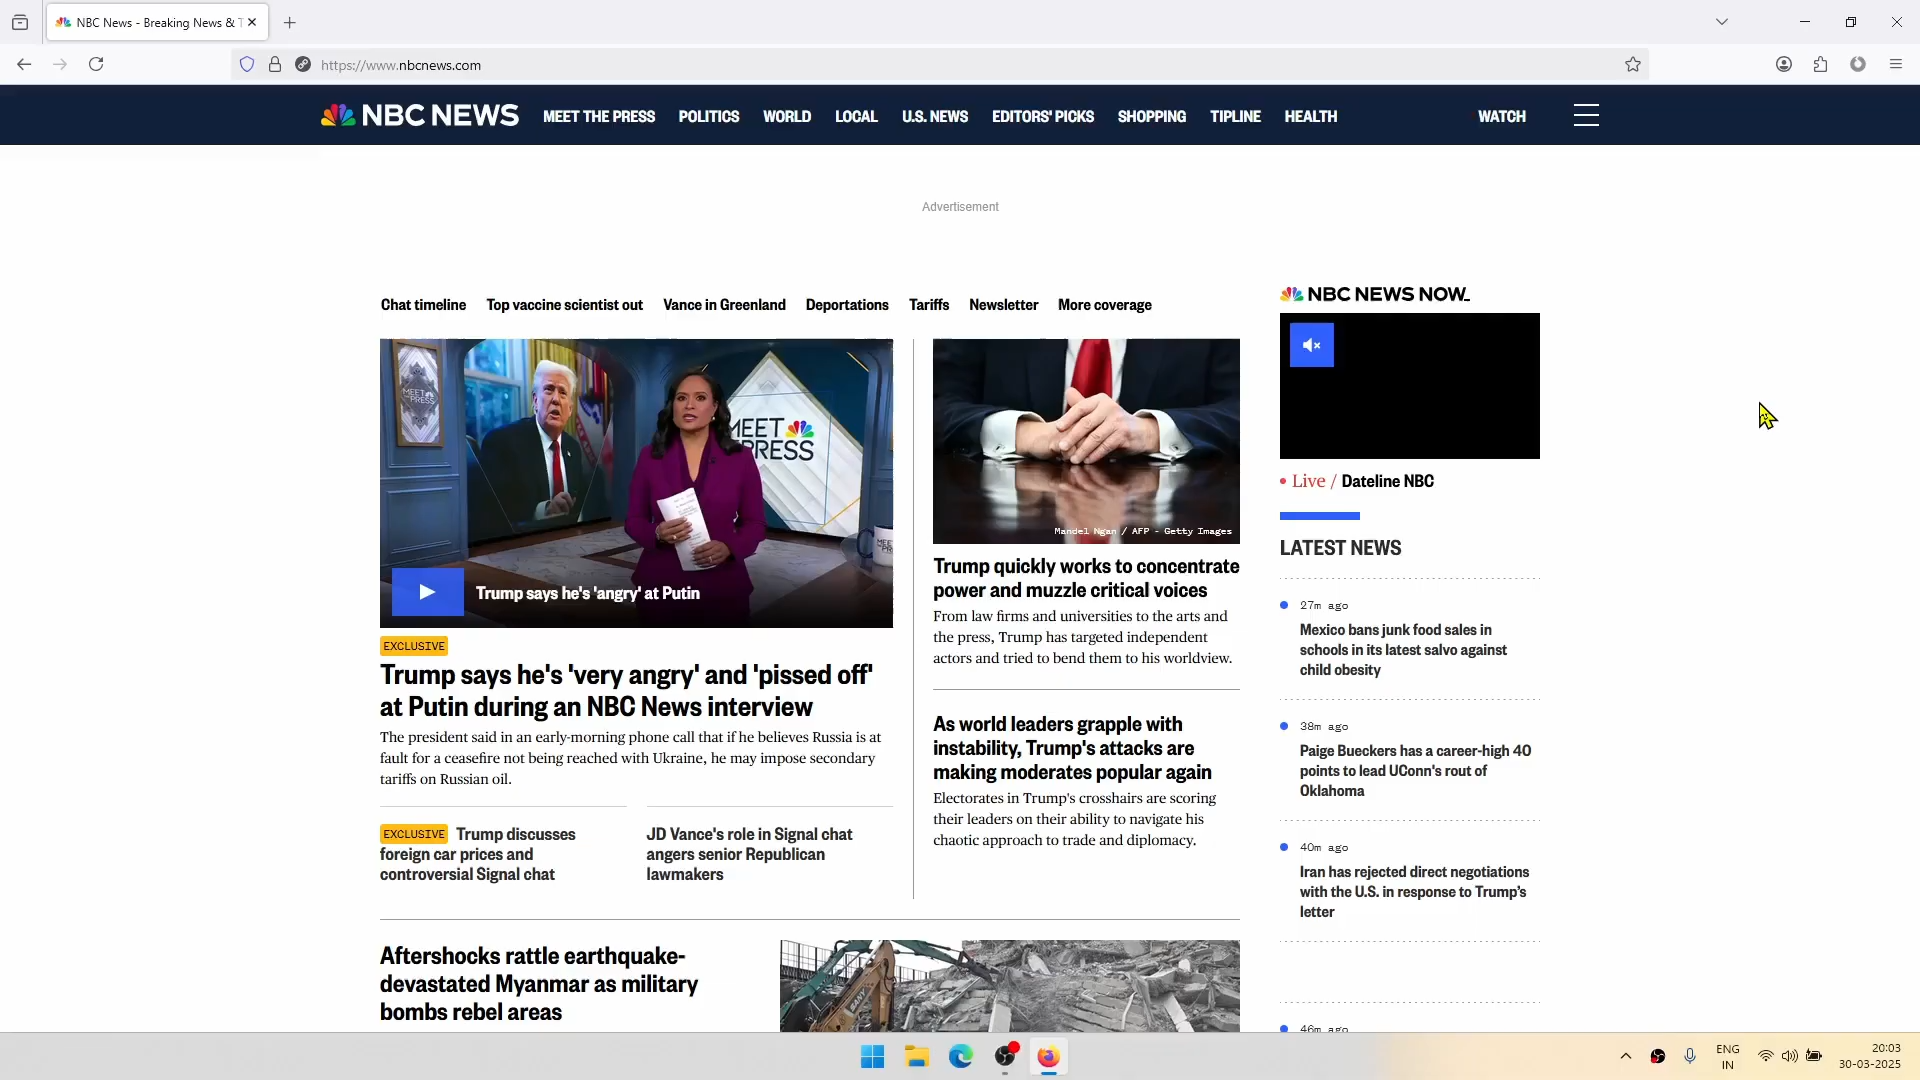 NBC News - Breaking News & T
https://www.nbcnews.com
NBC NEWS
MEET THE PRESS
POLITICS
WORLD
LOCAL
U.S. NEWS
EDITORS' PICKS
SHOPPING
TIPLINE
HEALTH
WATCH
Advertisement
Chat timeline
Top vaccine scientist out
Vance in Greenland
Deportations
Tariffs
Newsletter
More coverage
MEET
PRESS
MEET
PRESS
Trump says he's 'angry' at Putin
EXCLUSIVE
Trump says he's 'very angry' and 'pissed off'
at Putin during an NBC News interview
The president said in an early-morning phone call that if he believes Russia is at
fault for a ceasefire not being reached with Ukraine, he may impose secondary
tariffs on Russian oil.
EXCLUSIVE Trump discusses
foreign car prices and
controversial Signal chat
JD Vance's role in Signal chat
angers senior Republican
lawmakers
Mandel Ngan / AFP - Getty Images
Trump quickly works to concentrate
power and muzzle critical voices
From law firms and universities to the arts and
the press, Trump has targeted independent
actors and tried to bend them to his worldview.
As world leaders grapple with
instability, Trump's attacks are
making moderates popular again
Electorates in Trump's crosshairs are scoring
their leaders on their ability to navigate his
chaotic approach to trade and diplomacy.
Aftershocks rattle earthquake-
devastated Myanmar as military
bombs rebel areas
SANY
NBC NEWS NOW_
Live / Dateline NBC
LATEST NEWS
27m ago
Mexico bans junk food sales in
schools in its latest salvo against
child obesity
38m ago
Paige Bueckers has a career-high 40
points to lead UConn's rout of
Oklahoma
40m ago
Iran has rejected direct negotiations
with the U.S. in response to Trump's
letter
46m ago
ENG
IN
20:03
30-03-2025